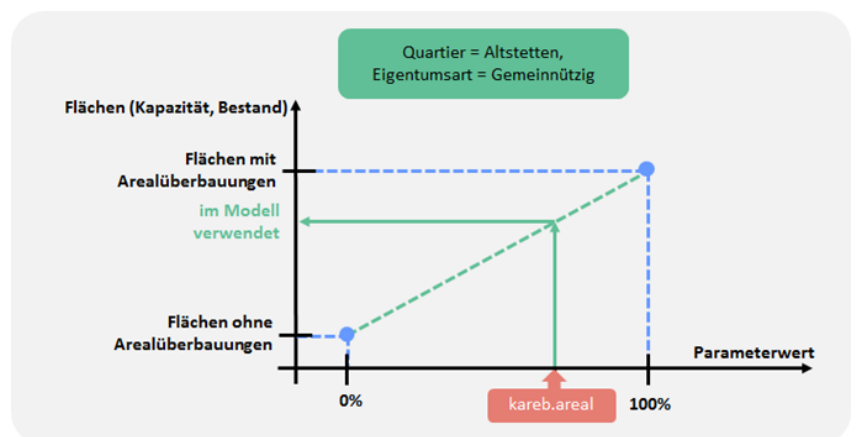 Quartier = Altstetten,
Eigentumsart = Gemeinnützig
Flächen (Kapazität, Bestand)
Flächen mit
Arealüberbauungen
im Modell
verwendet
Flächen ohne
Arealüberbauungen
Parameterwert
0%
kareb.areal
100%